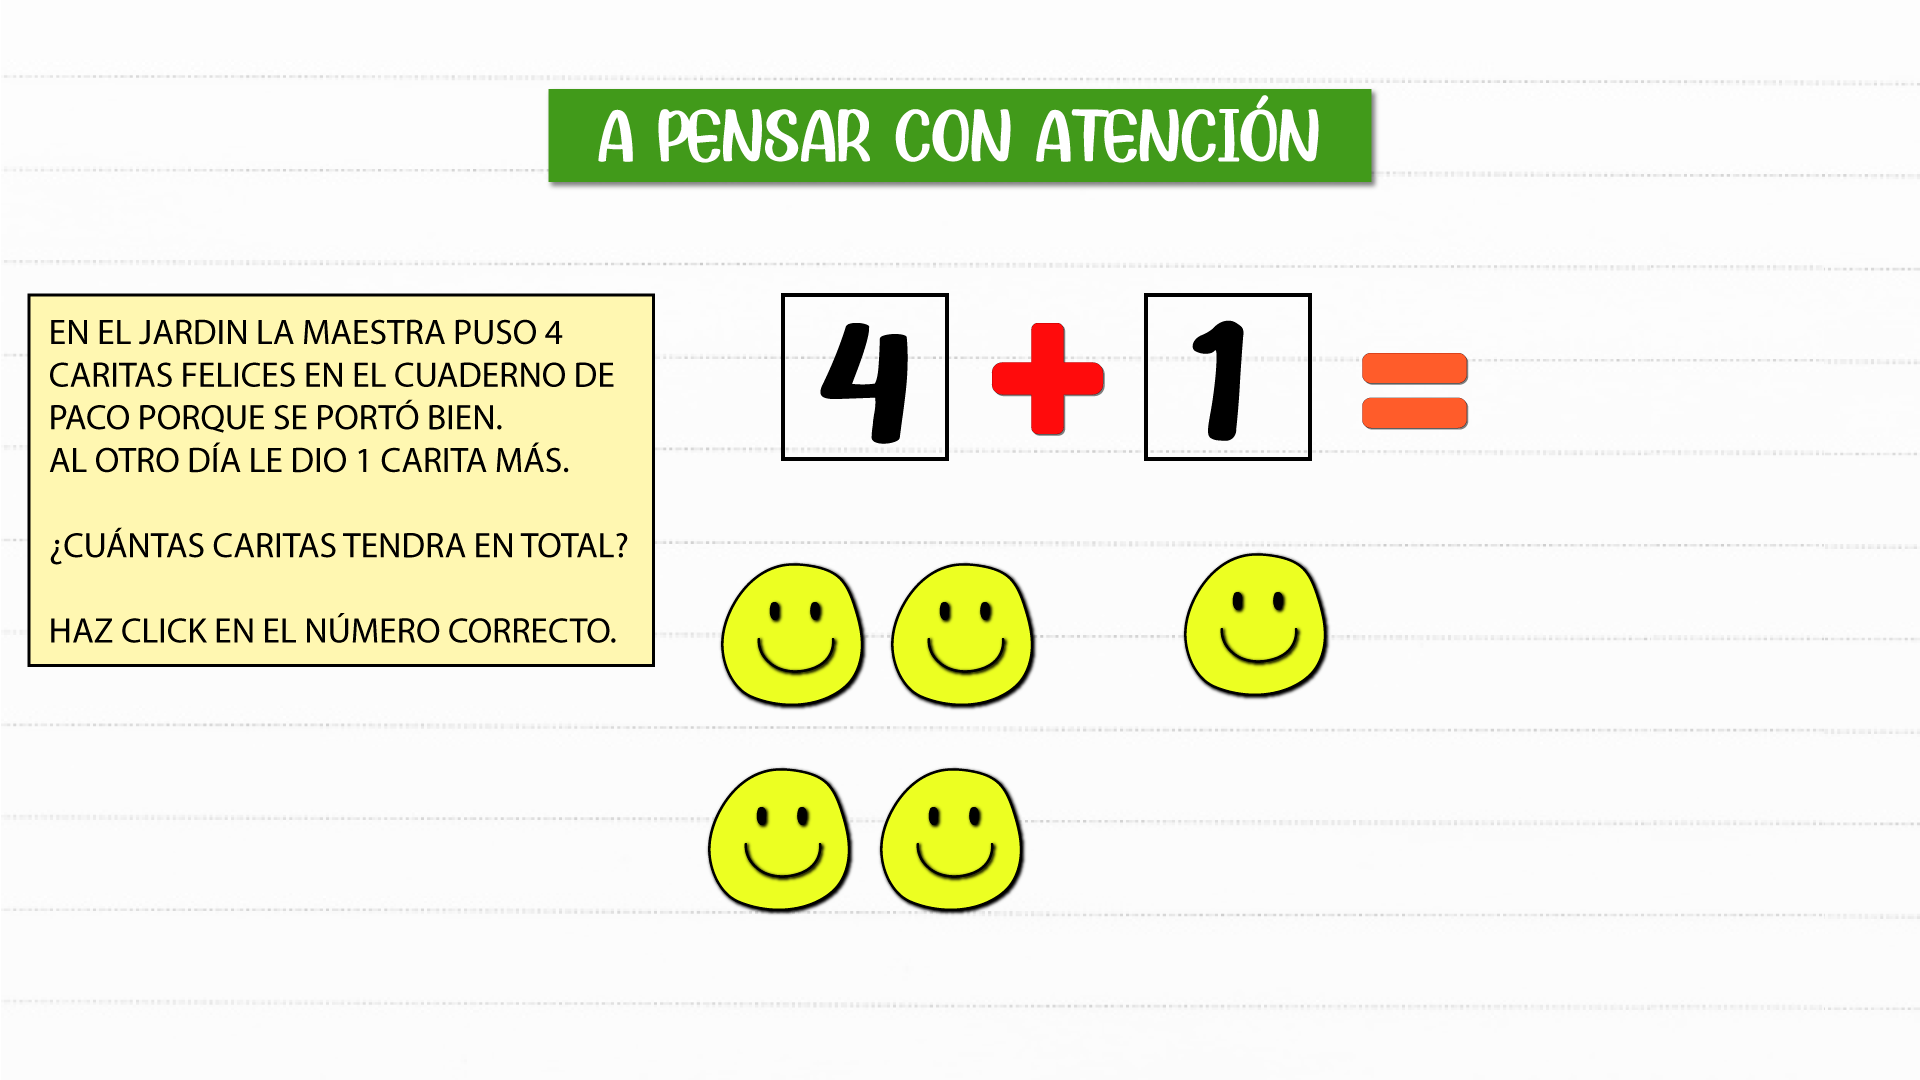 A PENSAR CON ATENCIÓN
EN EL JARDIN LA MAESTRA PUSO 4
CARITAS FELICES EN EL CUADERNO DE
PACO PORQUE SE PORTÓ BIEN.
AL OTRO DÍA LE DIO 1 CARITA MÁS.
¿CUÁNTAS CARITAS TENDRA EN TOTAL?
HAZ CLICK EN EL NÚMERO CORRECTO.
4 + 1 =